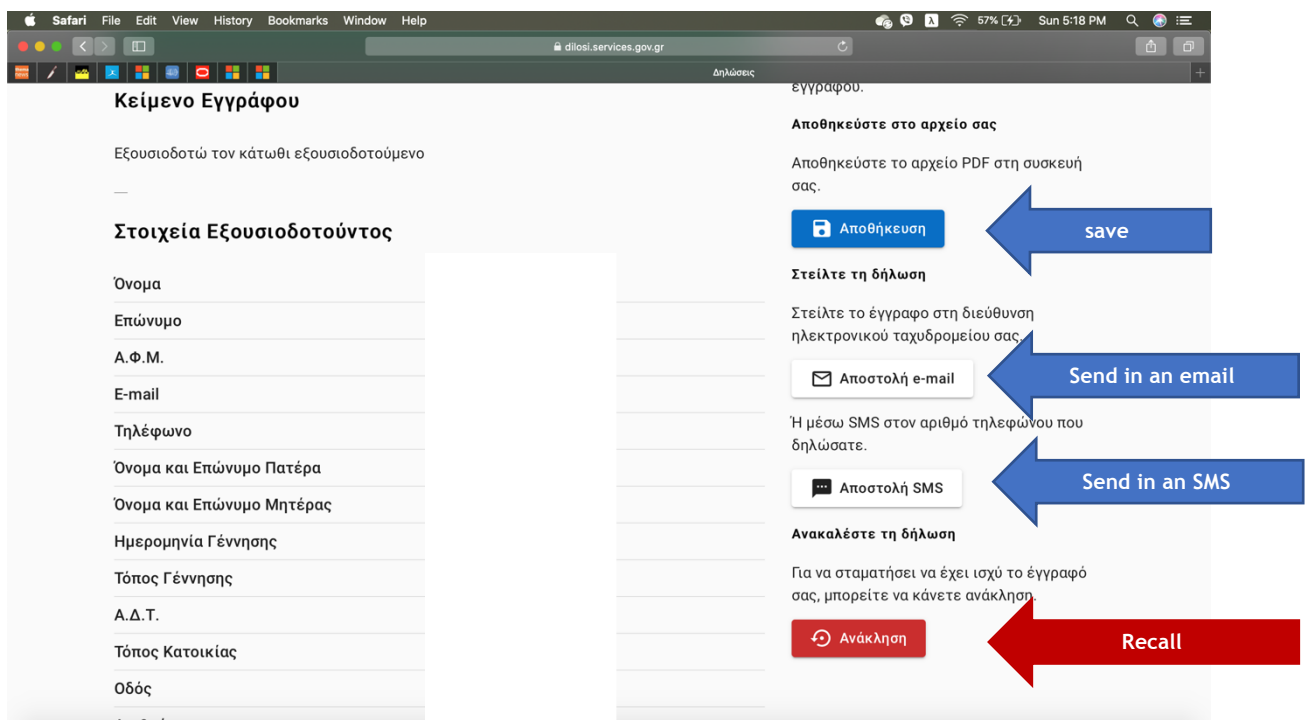 Safari File Edit View History Bookmarks Window Help 57% Sun 5:18 PM
dilosi.services.gov.gr
Δηλώσεις
Κείμενο Εγγράφου
Εξουσιοδοτώ τον κάτωθι εξουσιοδοτούμενο
—
Στοιχεία Εξουσιοδοτούντος
Όνομα
Επώνυμο
Α.Φ.Μ.
E-mail
Τηλέφωνο
Όνομα και Επώνυμο Πατέρα
Όνομα και Επώνυμο Μητέρας
Ημερομηνία Γέννησης
Τόπος Γέννησης
Α.Δ.Τ.
Τόπος Κατοικίας
Οδός
εγγράφου.
Αποθηκεύστε στο αρχείο σας
Αποθηκεύστε το αρχείο PDF στη συσκευή
σας.
Αποθήκευση
save
Στείλτε τη δήλωση
Στείλτε το έγγραφο στη διεύθυνση
ηλεκτρονικού ταχυδρομείου σας.
Αποστολή e-mail
Send in an email
Ή μέσω SMS στον αριθμό τηλεφώνου που
δηλώσατε.
Αποστολή SMS
Send in an SMS
Ανακαλέστε τη δήλωση
Για να σταματήσει να έχει ισχύ το έγγραφό
σας, μπορείτε να κάνετε ανάκληση.
Ανάκληση
Recall